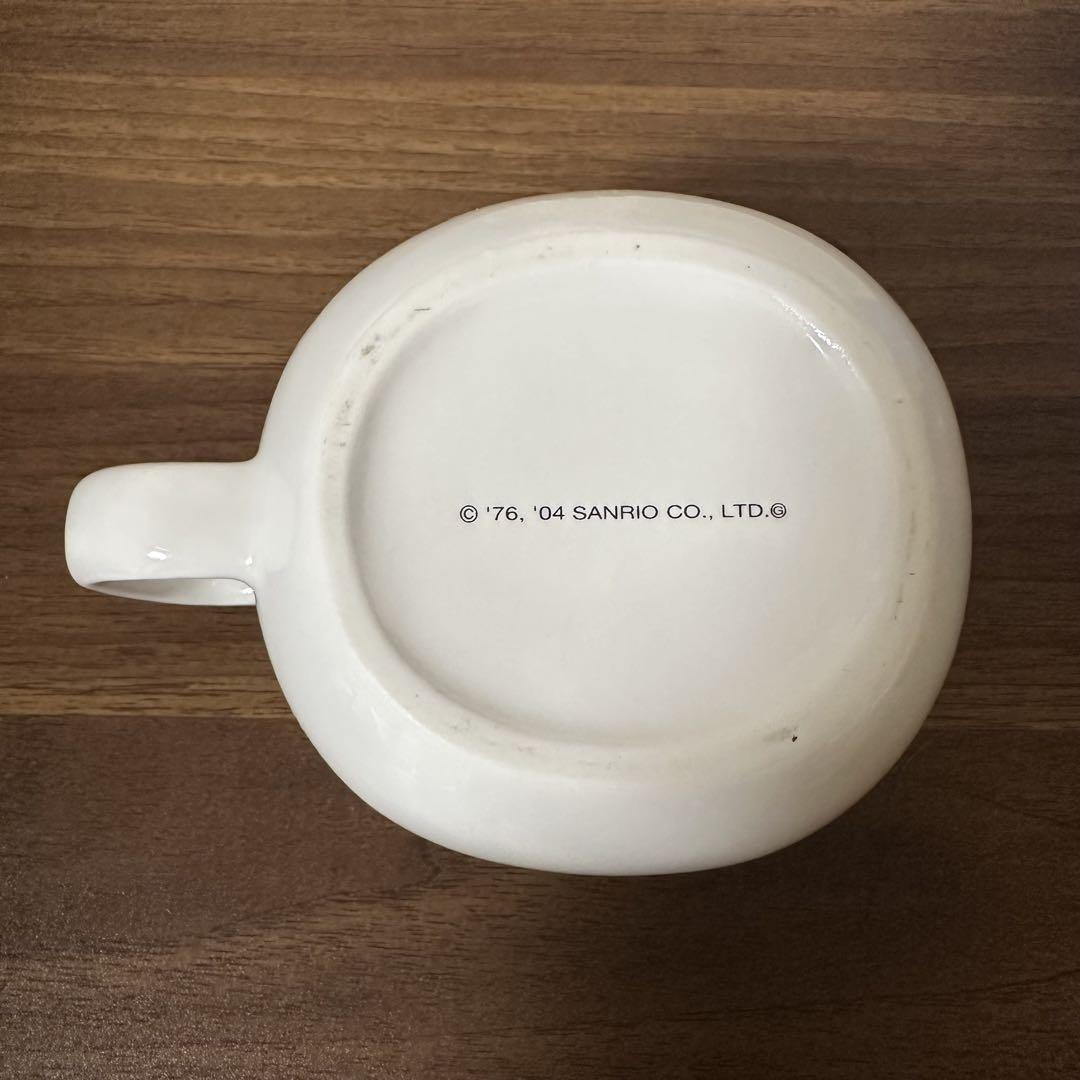 © '76, '04 SANRIO CO., LTD.Ⓖ